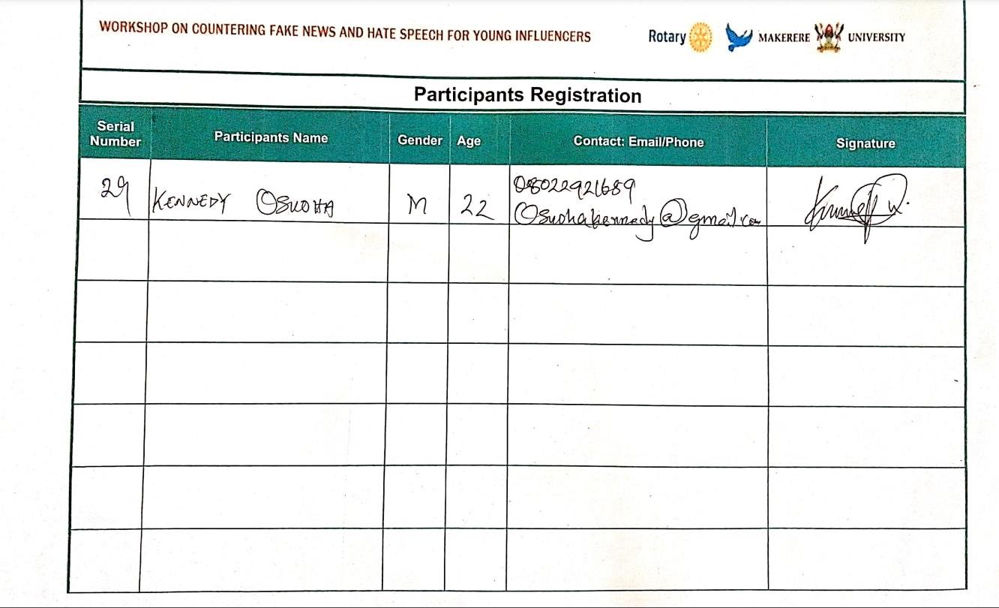 WORKSHOP ON COUNTERING FAKE NEWS AND HATE SPEECH FOR YOUNG INFLUENCERS
Rotary MAKERERE UNIVERSITY
Participants Registration
Serial Number Participants Name Gender Age Contact: Email/Phone Signature
29 KENNEDY OSUOHA M 22 08022921689
Osuohakennedy@gmail.com